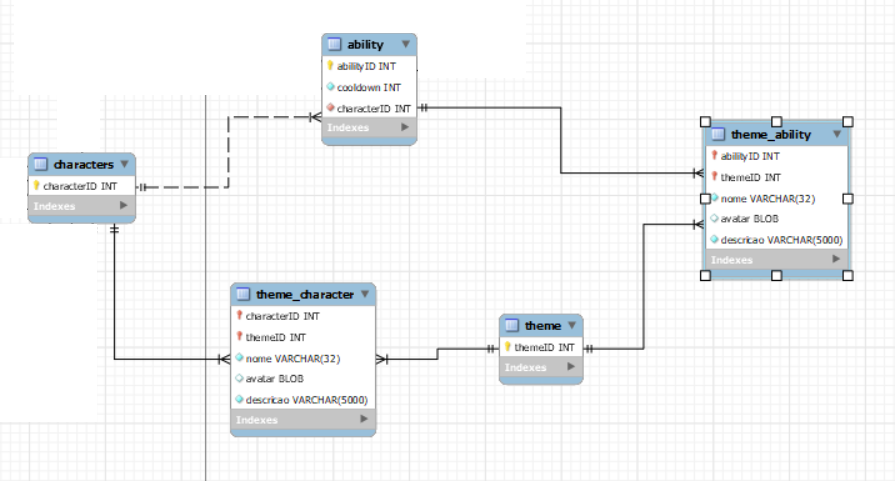 ability
abilityID INT
cooldown INT
characterID INT
Indexes
theme_ability
abilityID INT
themeID INT
nome VARCHAR(32)
avatar BLOB
descricao VARCHAR(5000)
Indexes
characters
characterID INT
Indexes
theme_character
characterID INT
themeID INT
nome VARCHAR(32)
avatar BLOB
descricao VARCHAR(5000)
Indexes
theme
themeID INT
Indexes